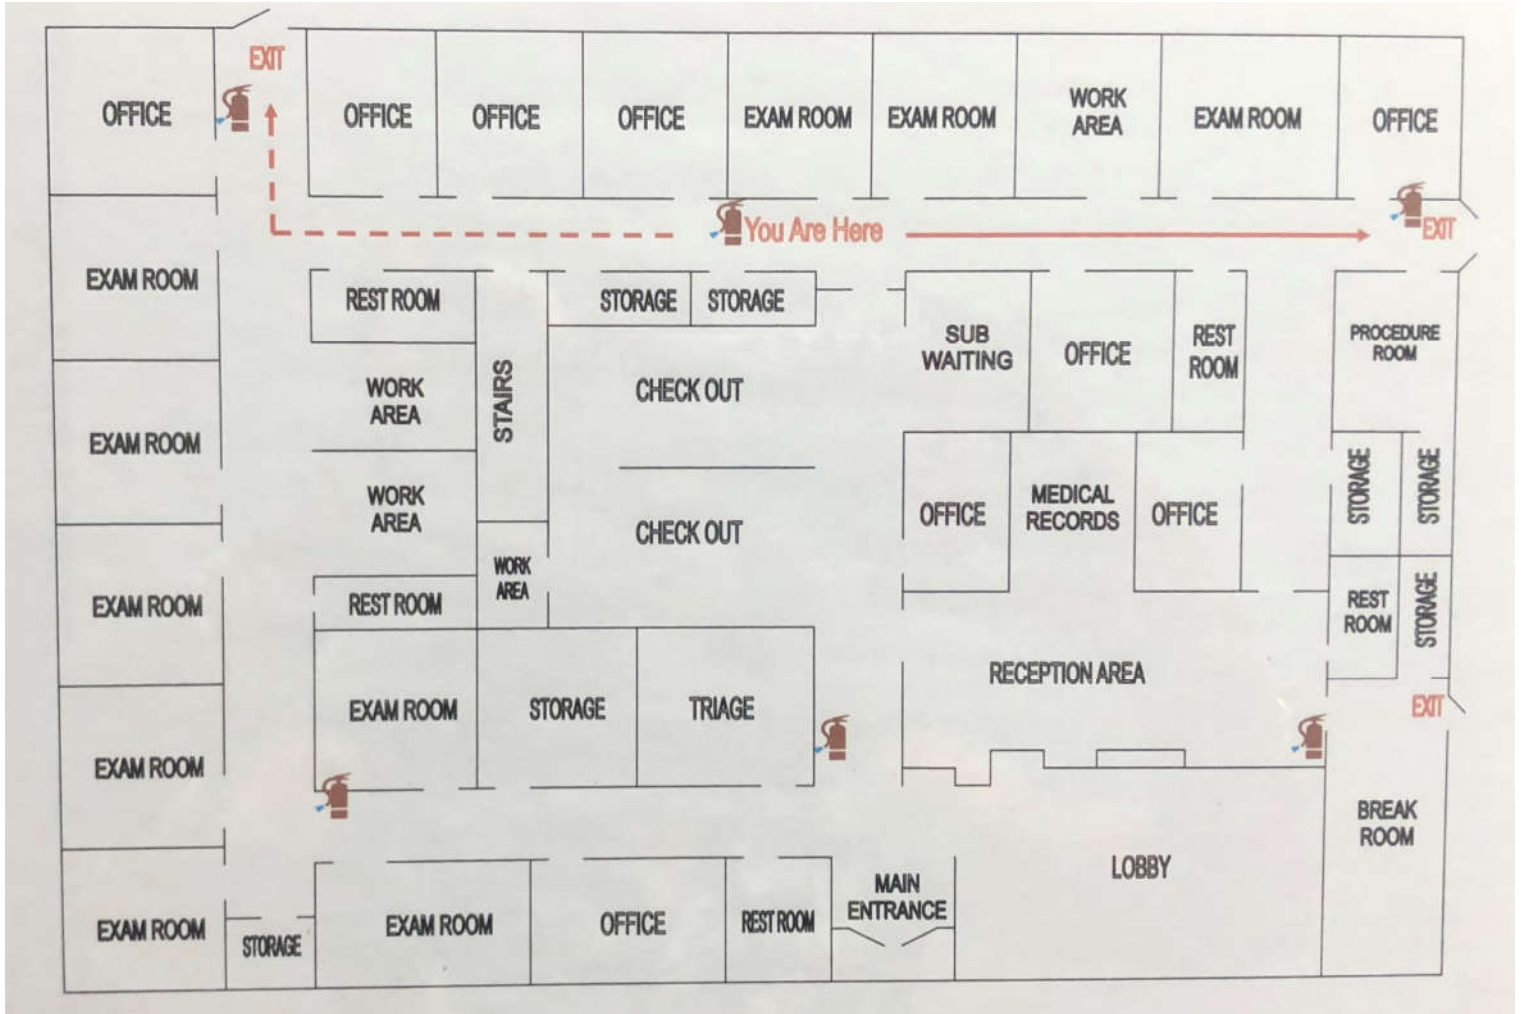 EXIT
OFFICE
OFFICE
OFFICE
OFFICE
EXAM ROOM
EXAM ROOM
WORK
AREA
EXAM ROOM
OFFICE
You Are Here
EXIT
EXAM ROOM
REST ROOM
STORAGE
STORAGE
SUB
WAITING
OFFICE
REST
ROOM
PROCEDURE
ROOM
WORK
AREA
STAIRS
CHECK OUT
EXAM ROOM
WORK
AREA
CHECK OUT
OFFICE
MEDICAL
RECORDS
OFFICE
STORAGE
STORAGE
EXAM ROOM
REST ROOM
WORK
AREA
REST
ROOM
STORAGE
EXAM ROOM
STORAGE
TRIAGE
RECEPTION AREA
EXIT
EXAM ROOM
BREAK
ROOM
LOBBY
MAIN
ENTRANCE
EXAM ROOM
STORAGE
EXAM ROOM
OFFICE
REST ROOM